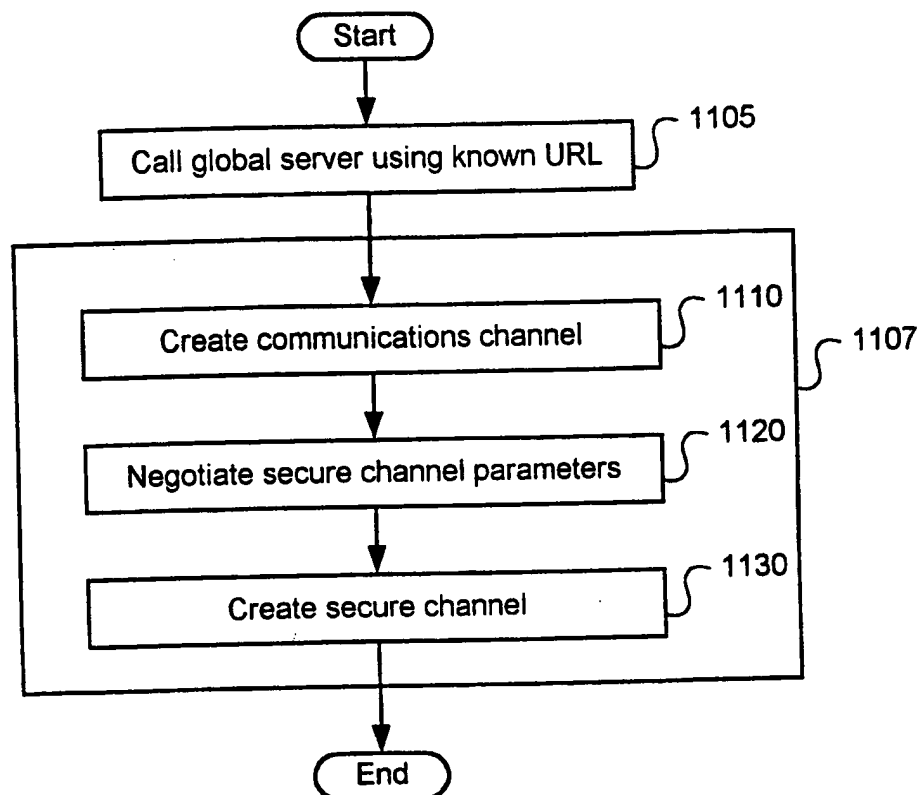 Start
Call global server using known URL
1105
Create communications channel
1110
1107
Negotiate secure channel parameters
1120
Create secure channel
1130
End